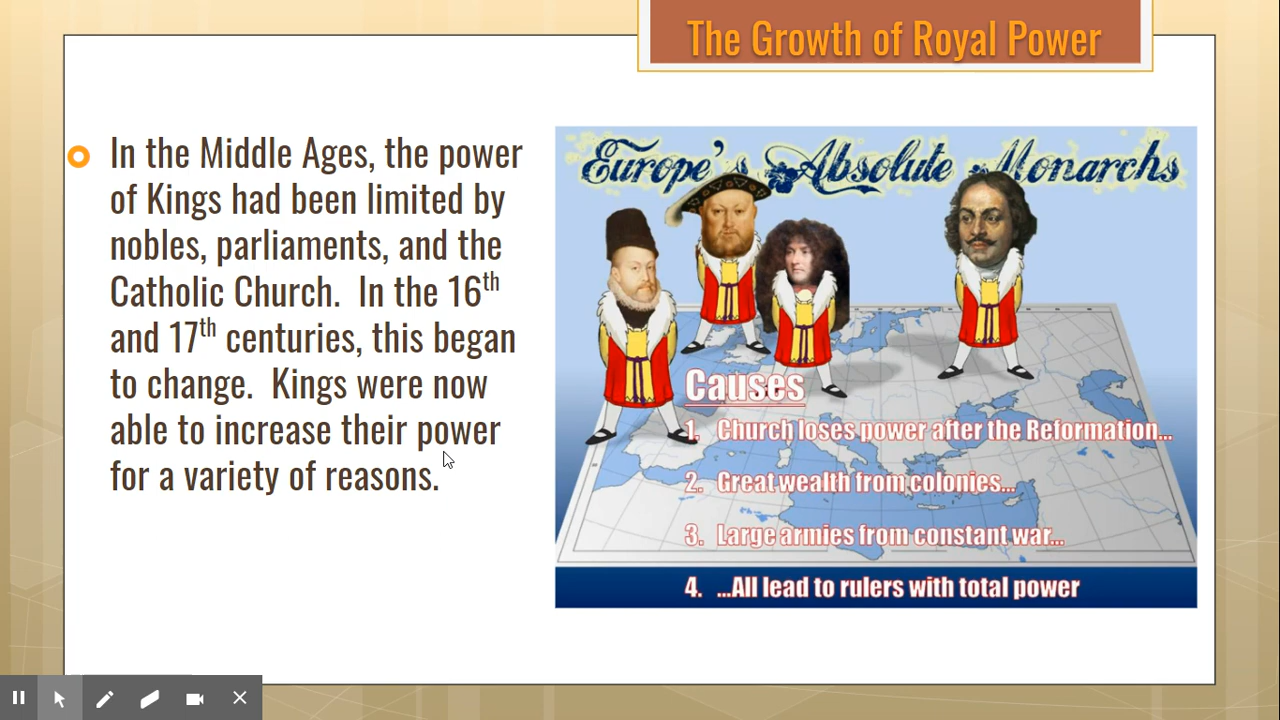 The Growth of Royal Power
In the Middle Ages, the power
of Kings had been limited by
nobles, parliaments, and the
Catholic Church. In the 16th
and 17th centuries, this began
to change. Kings were now
able to increase their power
for a variety of reasons.
Europe's Absolute Monarchs
Causes
1. Church loses power after the Reformation...
2. Great wealth from colonies...
3. Large armies from constant war...
4. ...All lead to rulers with total power